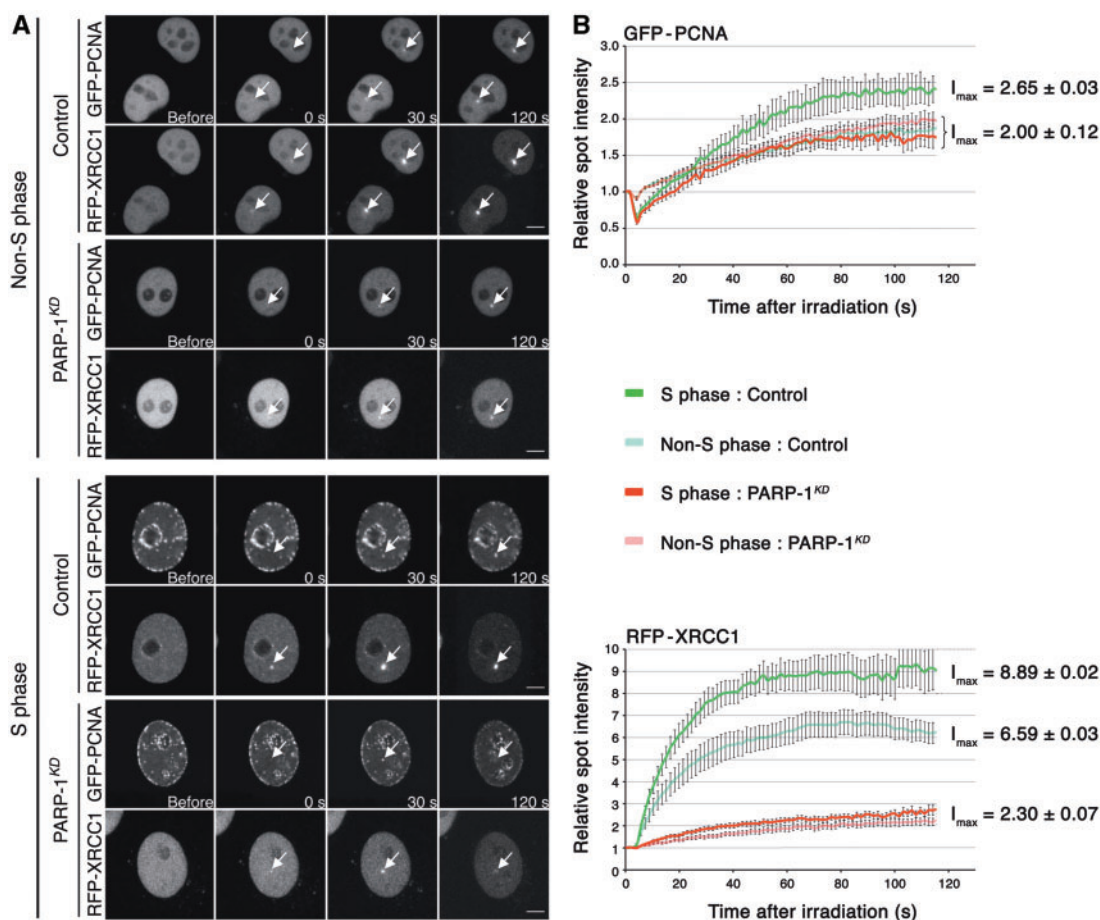 A
Non-S phase
Control
GFP-PCNA
Before
0 s
30 s
120 s
RFP-XRCC1
PARP-1KD
GFP-PCNA
Before
0 s
30 s
120 s
RFP-XRCC1
S phase
Control
GFP-PCNA
Before
0 s
30 s
120 s
RFP-XRCC1
PARP-1KD
GFP-PCNA
Before
0 s
30 s
120 s
RFP-XRCC1
B
GFP-PCNA
Relative spot intensity
3.0
2.5
2.0
1.5
1.0
0.5
0.0
0 20 40 60 80 100 120
Time after irradiation (s)
Imax = 2.65 ± 0.03
Imax = 2.00 ± 0.12
S phase : Control
Non-S phase : Control
S phase : PARP-1KD
Non-S phase : PARP-1KD
RFP-XRCC1
Relative spot intensity
10
9
8
7
6
5
4
3
2
1
0
0 20 40 60 80 100 120
Time after irradiation (s)
Imax = 8.89 ± 0.02
Imax = 6.59 ± 0.03
Imax = 2.30 ± 0.07